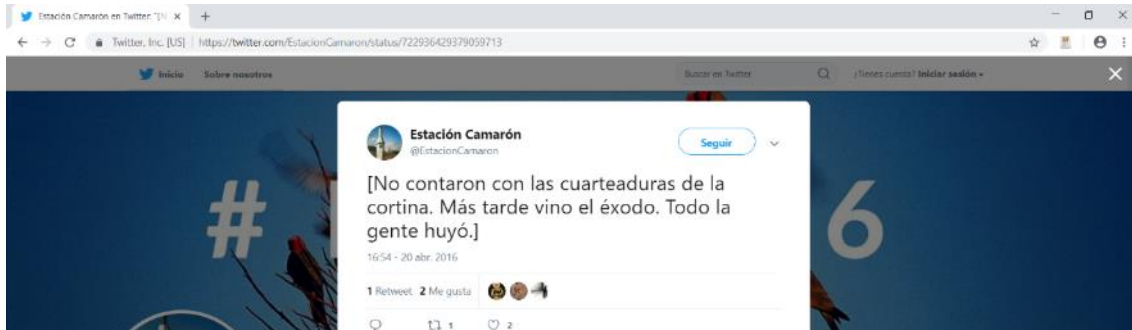 Estación Camarón en Twitter: "[N
Twitter, Inc. [US] | https://twitter.com/EstacionCamaron/status/722936429379059713
Inicio Sobre nosotros Buscar en Twitter ¿Tienes cuenta? Iniciar sesión
# 6
Estación Camarón
@EstacionCamaron
Seguir
[No contaron con las cuarteaduras de la
cortina. Más tarde vino el éxodo. Todo la
gente huyó.]
16:54 - 20 abr. 2016
1 Retweet 2 Me gusta
1 2